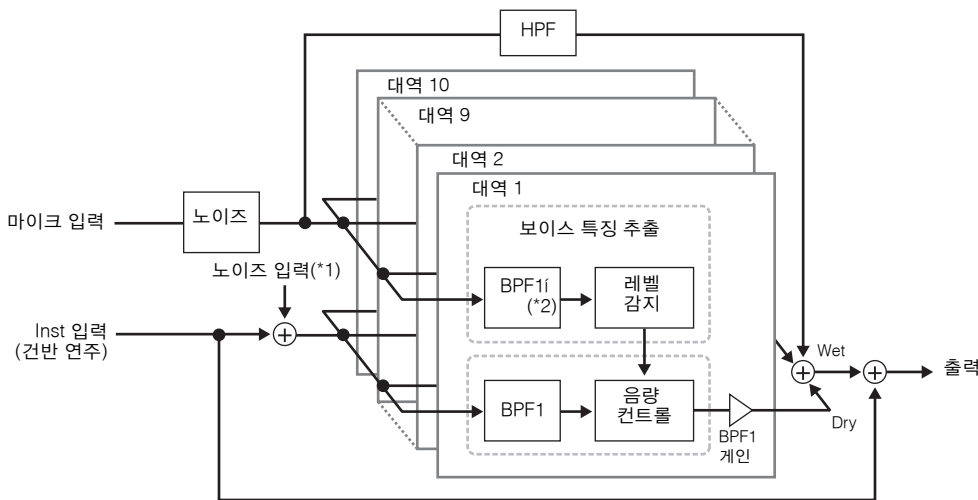 HPF
대역 10
대역 9
대역 2
대역 1
마이크 입력
노이즈
보이스 특징 추출
노이즈 입력(*1)
BPF1í
(*2)
레벨
감지
Inst 입력
(건반 연주)
Wet
출력
BPF1
음량
컨트롤
Dry
BPF1
게인